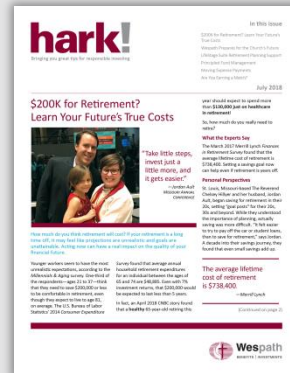 hark!
Bringing you great tips for responsible investing
In this issue
$200K for Retirement? Learn Your Future's
True Costs
Wespath Prepares for the Church's Future
LifeStage Suite Retirement Planning Support
Principled Fund Management
Moving Expense Payments
Are You Earning a Match?
July 2018
$200K for Retirement?
Learn Your Future's True Costs
"Take little steps,
invest just a
little more, and
it gets easier."
— Jordan Ault
Missouri Annual
Conference
How much do you think retirement will cost? If your retirement is a long
time off, it may feel like projections are unrealistic and goals are
unattainable. Acting now can have a real impact on the quality of your
financial future.
Younger workers seem to have the most
unrealistic expectations, according to the
Millennials & Aging survey. One-third of
the respondents—ages 21 to 37—think
that they need to save $200,000 or less
to be comfortable in retirement, even
though they expect to live to age 82,
on average. The U.S. Bureau of Labor
Statistics' 2014 Consumer Expenditure
Survey found that average annual
household retirement expenditures
for an individual between the ages of
65 and 74 are $48,885. Even with 7%
investment returns, that $200,000 would
be expected to last less than 5 years.
In fact, an April 2018 CNBC story found
that a healthy 65-year-old retiring this
year should expect to spend more
than $130,000 just on healthcare
in retirement!
So, how much do you really need to
retire?
What the Experts Say
The March 2017 Merrill Lynch Finances
in Retirement Survey found that the
average lifetime cost of retirement is
$738,400. Setting a savings goal now
can help even if retirement is years off.
Personal Perspectives
St. Louis, Missouri-based The Reverend
Chelsey Hillyer and her husband, Jordan
Ault, began saving for retirement in their
20s, setting "goal posts" for their 20s,
30s and beyond. While they understood
the importance of planning, actually
saving was more difficult. "It felt easier
to try to pay off the car or student loans,
than to save for retirement," says Jordan.
A decade into their savings journey, they
found that even small savings add up.
The average lifetime
cost of retirement
is $738,400.
— Merrill Lynch
(Continued on page 2)
Wespath
BENEFITS | INVESTMENTS